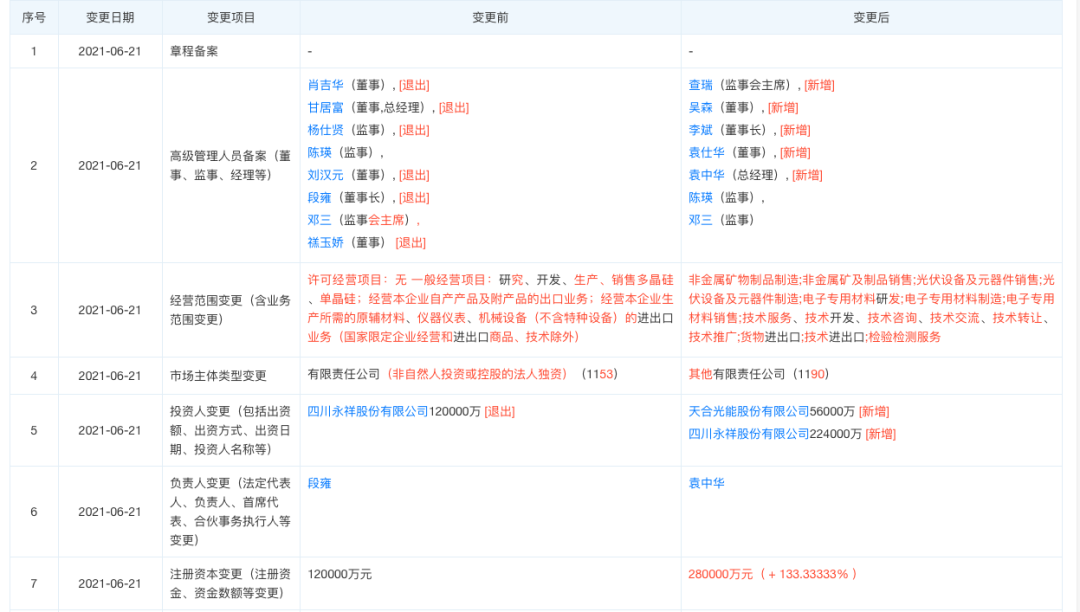 序号 变更日期 变更项目 变更前 变更后
1 2021-06-21 章程备案 - -
2 2021-06-21 高级管理人员备案（董
事、监事、经理等）
肖吉华（董事）, [退出]
甘居富（董事,总经理）, [退出]
杨仕贤（监事）, [退出]
陈瑛（监事）,
刘汉元（董事）, [退出]
段雍（董事长）, [退出]
邓三（监事会主席）,
禚玉娇（董事） [退出]
查瑞（监事会主席）, [新增]
吴森（董事）, [新增]
李斌（董事长）, [新增]
袁仕华（董事）, [新增]
袁中华（总经理）, [新增]
陈瑛（监事）,
邓三（监事）
3 2021-06-21 经营范围变更（含业务
范围变更）
许可经营项目：无 一般经营项目：研究、开发、生产、销售多晶硅
、单晶硅；经营本企业自产产品及附产品的出口业务；经营本企业生
产所需的原辅材料、仪器仪表、机械设备（不含特种设备）的进出口
业务（国家限定企业经营和进出口商品、技术除外）
非金属矿物制品制造;非金属矿及制品销售;光伏设备及元器件销售;光
伏设备及元器件制造;电子专用材料研发;电子专用材料制造;电子专用
材料销售;技术服务、技术开发、技术咨询、技术交流、技术转让、
技术推广;货物进出口;技术进出口;检验检测服务
4 2021-06-21 市场主体类型变更 有限责任公司（非自然人投资或控股的法人独资）（1153） 其他有限责任公司（1190）
5 2021-06-21 投资人变更（包括出资
额、出资方式、出资日
期、投资人名称等）
四川永祥股份有限公司120000万 [退出]
天合光能股份有限公司56000万 [新增]
四川永祥股份有限公司224000万 [新增]
6 2021-06-21 负责人变更（法定代表
人、负责人、首席代
表、合伙事务执行人等
变更）
段雍 袁中华
7 2021-06-21 注册资本变更（注册资
金、资金数额等变更）
120000万元 280000万元（ + 133.33333% ）